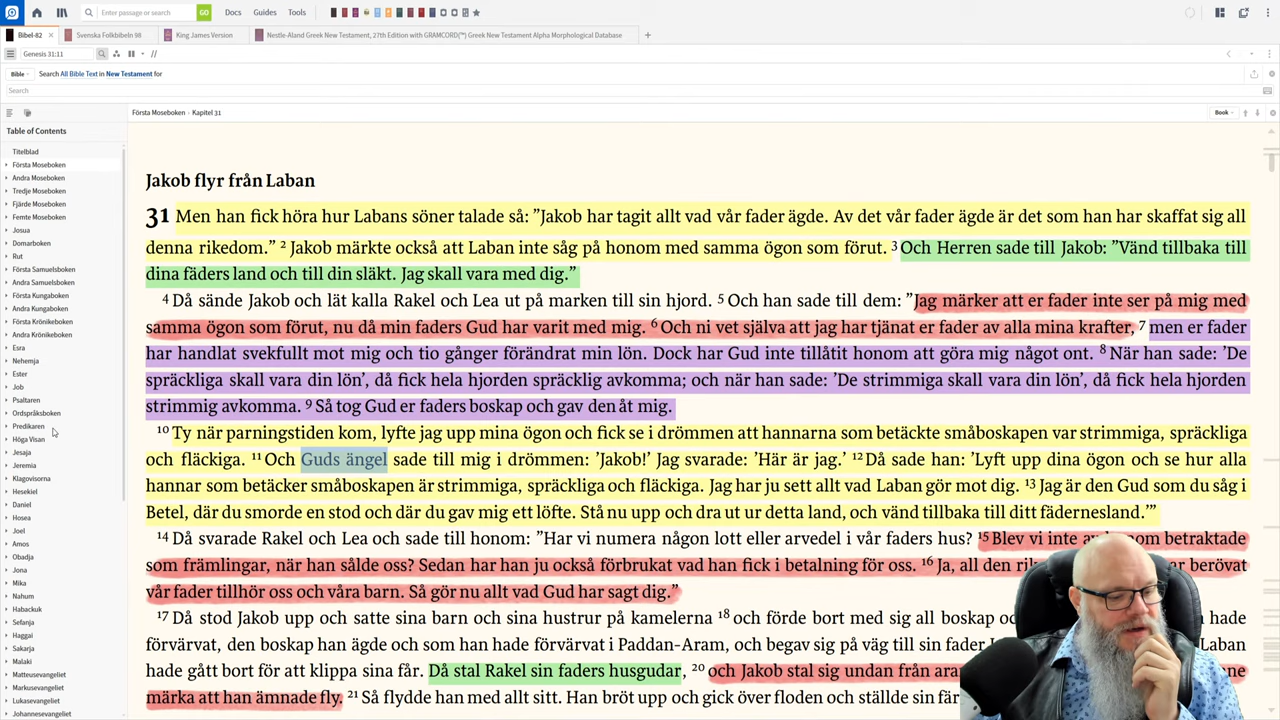 Enter passage or search
GO
Docs
Guides
Tools
Bibel-82
Svenska Folkbibeln 98
King James Version
Nestle-Aland Greek New Testament, 27th Edition with GRAMCORD(™) Greek New Testament Alpha Morphological Database
Genesis 31:11
Bible
Search All Bible Text in New Testament for
Search
Första Moseboken › Kapitel 31
Book
Table of Contents
Titelblad
Första Moseboken
Andra Moseboken
Tredje Moseboken
Fjärde Moseboken
Femte Moseboken
Josua
Domarboken
Rut
Första Samuelsboken
Andra Samuelsboken
Första Kungaboken
Andra Kungaboken
Första Krönikeboken
Andra Krönikeboken
Esra
Nehemja
Ester
Job
Psaltaren
Ordspråksboken
Predikaren
Höga Visan
Jesaja
Jeremia
Klagovisorna
Hesekiel
Daniel
Hosea
Joel
Amos
Obadja
Jona
Mika
Nahum
Habackuk
Sefanja
Haggai
Sakarja
Malaki
Matteusevangeliet
Markusevangeliet
Lukasevangeliet
Johannesevangeliet
Jakob flyr från Laban
31 Men han fick höra hur Labans söner talade så: ”Jakob har tagit allt vad vår fader ägde. Av det vår fader ägde är det som han har skaffat sig all
denna rikedom.” 2 Jakob märkte också att Laban inte såg på honom med samma ögon som förut. 3 Och Herren sade till Jakob: ”Vänd tillbaka till
dina fäders land och till din släkt. Jag skall vara med dig.”
4 Då sände Jakob och lät kalla Rakel och Lea ut på marken till sin hjord. 5 Och han sade till dem: ”Jag märker att er fader inte ser på mig med
samma ögon som förut, nu då min faders Gud har varit med mig. 6 Och ni vet själva att jag har tjänat er fader av alla mina krafter, 7 men er fader
har handlat svekfullt mot mig och tio gånger förändrat min lön. Dock har Gud inte tillåtit honom att göra mig något ont. 8 När han sade: ’De
spräckliga skall vara din lön’, då fick hela hjorden spräcklig avkomma; och när han sade: ’De strimmiga skall vara din lön’, då fick hela hjorden
strimmig avkomma. 9 Så tog Gud er faders boskap och gav den åt mig.
10 Ty när parningstiden kom, lyfte jag upp mina ögon och fick se i drömmen att hannarna som betäckte småboskapen var strimmiga, spräckliga
och fläckiga. 11 Och Guds ängel sade till mig i drömmen: ’Jakob!’ Jag svarade: ’Här är jag.’ 12 Då sade han: ’Lyft upp dina ögon och se hur alla
hannar som betäcker småboskapen är strimmiga, spräckliga och fläckiga. Jag har ju sett allt vad Laban gör mot dig. 13 Jag är den Gud som du såg i
Betel, där du smorde en stod och där du gav mig ett löfte. Stå nu upp och dra ut ur detta land, och vänd tillbaka till ditt fädernesland.’”
14 Då svarade Rakel och Lea och sade till honom: ”Har vi numera någon lott eller arvedel i vår faders hus? 15 Blev vi inte av betraktade
som främlingar, när han sålde oss? Sedan har han ju också förbrukat vad han fick i betalning för oss. 16 Ja, all den berövat
vår fader tillhör oss och våra barn. Så gör nu allt vad Gud har sagt dig.”
17 Då stod Jakob upp och satte sina barn och sina hustrur på kamelerna 18 och förde bort med sig all boskap hade
förvärvat, den boskap han ägde och som han hade förvärvat i Paddan-Aram, och begav sig på väg till sin far Laban
hade gått bort för att klippa sina får. Då stal Rakel sin faders husgudar, 20 och Jakob stal sig undan från
märka att han ämnade fly. 21 Så flydde han med allt sitt. Han bröt upp och gick över floden och ställde sin